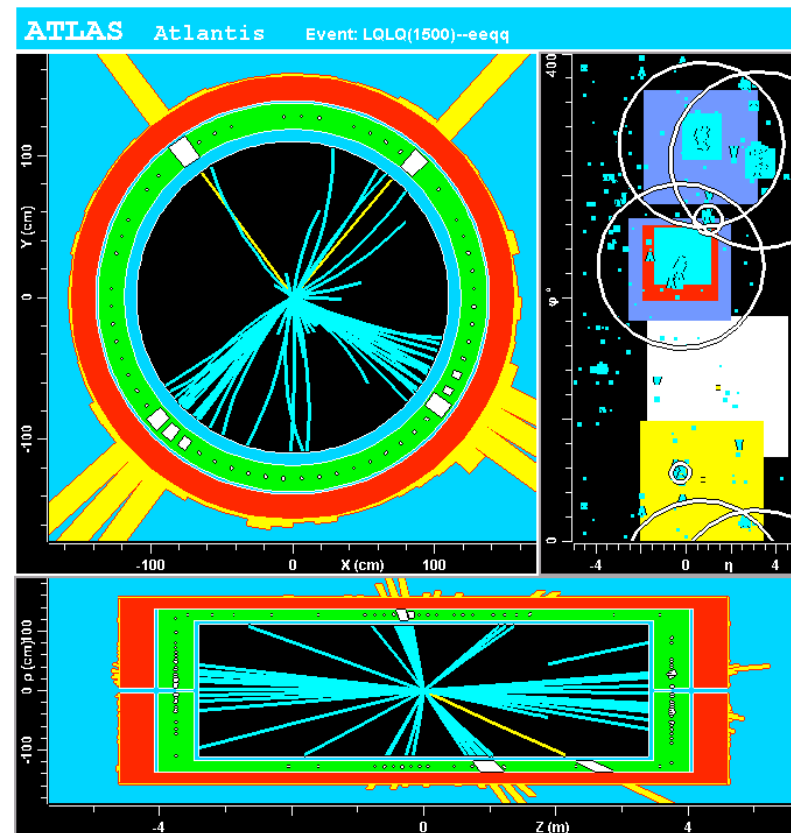 ATLAS Atlantis Event: LQLQ(1500)--eeqq
100
0
-100
Y (cm)
-100 0 X (cm) 100
400
φ °
0
-4 0 η 4
100
0 ρ (cm)
-100
-4 0 Z (m) 4